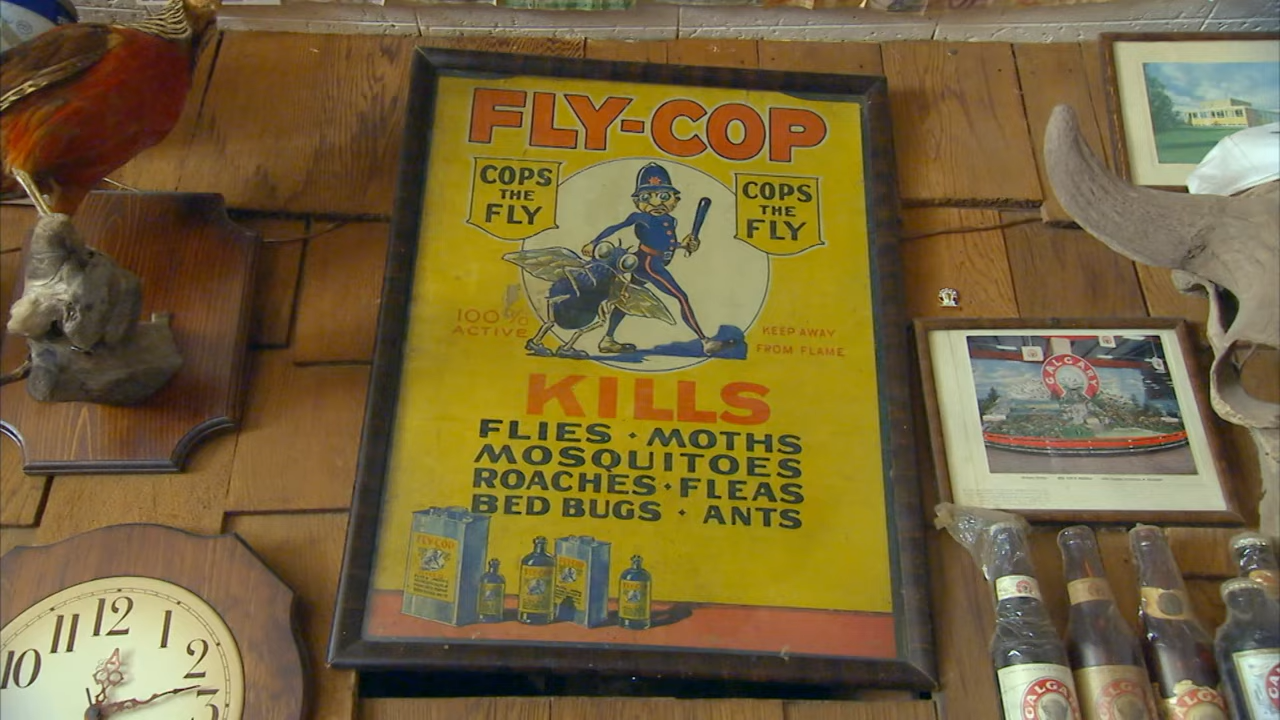 FLY-COP
COPS
THE
FLY
COPS
THE
FLY
100%
ACTIVE
KEEP AWAY
FROM FLAME
KILLS
FLIES · MOTHS
MOSQUITOES
ROACHES · FLEAS
BED BUGS · ANTS
FLY-COP
CALGARY
10 11 12 1 2 3
CALGARY
CALGARY